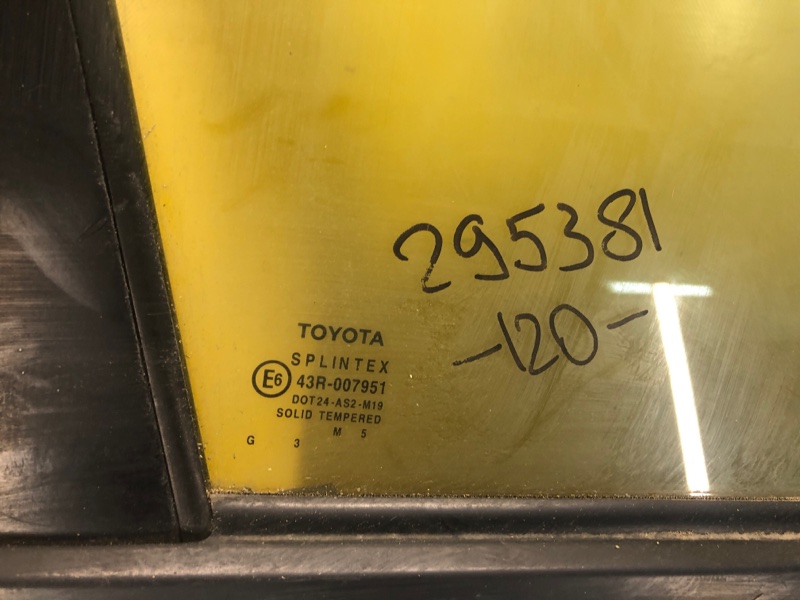 295381
-120-
TOYOTA
SPLINTEX
E6 43R-007951
DOT24-AS2-M19
SOLID TEMPERED
M 5
G 3